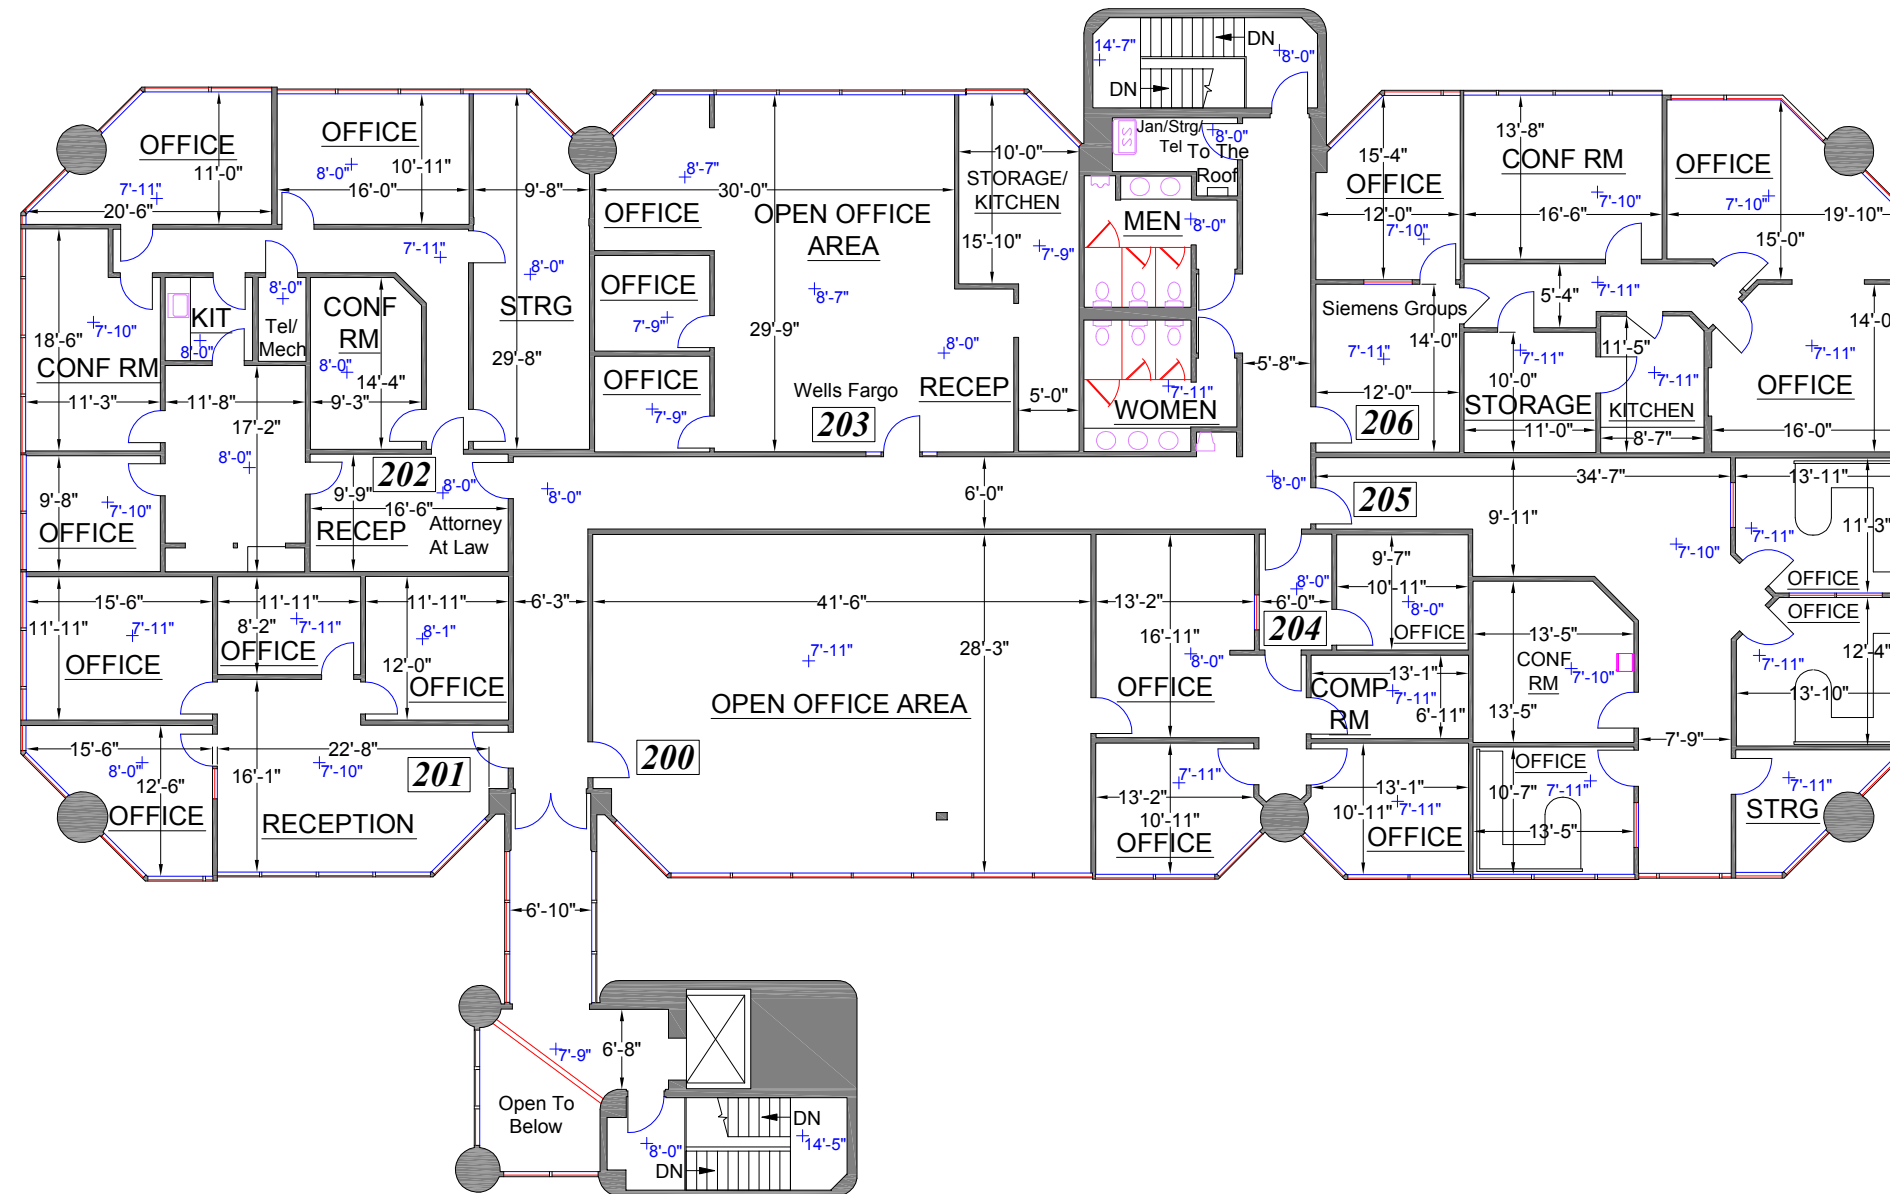 14'-7"
DN
8'-0"
DN
OFFICE
11'-0"
7'-11"
20'-6"
OFFICE
8'-0"
10'-11"
16'-0"
9'-8"
8'-0"
STRG
29'-8"
8'-7"
30'-0"
OFFICE
OPEN OFFICE
AREA
8'-7"
29'-9"
10'-0"
STORAGE/
KITCHEN
15'-10"
7'-9"
Jan/Strg/
Tel
8'-0"
To The
Roof
SS
MEN
8'-0"
15'-4"
OFFICE
12'-0"
7'-10"
13'-8"
CONF RM
7'-10"
16'-6"
OFFICE
7'-10"
19'-10"
15'-0"
7'-11"
18'-6"
7'-10"
CONF RM
11'-3"
KIT
8'-0"
8'-0"
Tel/
Mech
CONF
RM
8'-0"
14'-4"
9'-3"
OFFICE
7'-9"
OFFICE
7'-9"
8'-0"
RECEP
Wells Fargo
203
5'-0"
7'-11"
WOMEN
5'-8"
Siemens Groups
7'-11"
14'-0"
12'-0"
206
5'-4"
7'-11"
7'-11"
10'-0"
STORAGE
11'-0"
11'-5"
7'-11"
KITCHEN
8'-7"
14'-0
7'-11"
OFFICE
16'-0"
11'-8"
17'-2"
8'-0"
9'-8"
7'-10"
OFFICE
202
9'-9"
8'-0"
16'-6"
RECEP
Attorney
At Law
8'-0"
6'-0"
8'-0"
205
34'-7"
9'-11"
7'-10"
13'-11"
11'-3"
7'-11"
OFFICE
15'-6"
11'-11"
7'-11"
OFFICE
11'-11"
8'-2"
7'-11"
OFFICE
11'-11"
8'-1"
12'-0"
OFFICE
6'-3"
41'-6"
28'-3"
7'-11"
OPEN OFFICE AREA
13'-2"
16'-11"
8'-0"
OFFICE
8'-0"
6'-0"
204
9'-7"
10'-11"
8'-0"
OFFICE
13'-1"
COMP
RM
7'-11"
6'-11"
13'-5"
CONF
RM
7'-10"
13'-5"
OFFICE
12'-4"
7'-11"
13'-10"
15'-6"
8'-0"
12'-6"
OFFICE
22'-8"
16'-1"
7'-10"
201
RECEPTION
200
7'-11"
13'-2"
10'-11"
OFFICE
13'-1"
10'-11"
7'-11"
OFFICE
OFFICE
10'-7"
7'-11"
13'-5"
7'-9"
7'-11"
STRG
6'-10"
7'-9"
6'-8"
Open To
Below
DN
14'-5"
8'-0"
DN